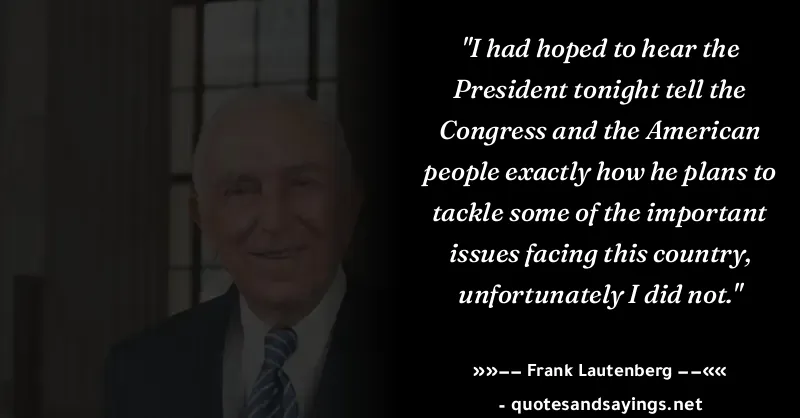 "I had hoped to hear the
President tonight tell the
Congress and the American
people exactly how he plans to
tackle some of the important
issues facing this country,
unfortunately I did not."
»»–– Frank Lautenberg ––««
- quotesandsayings.net